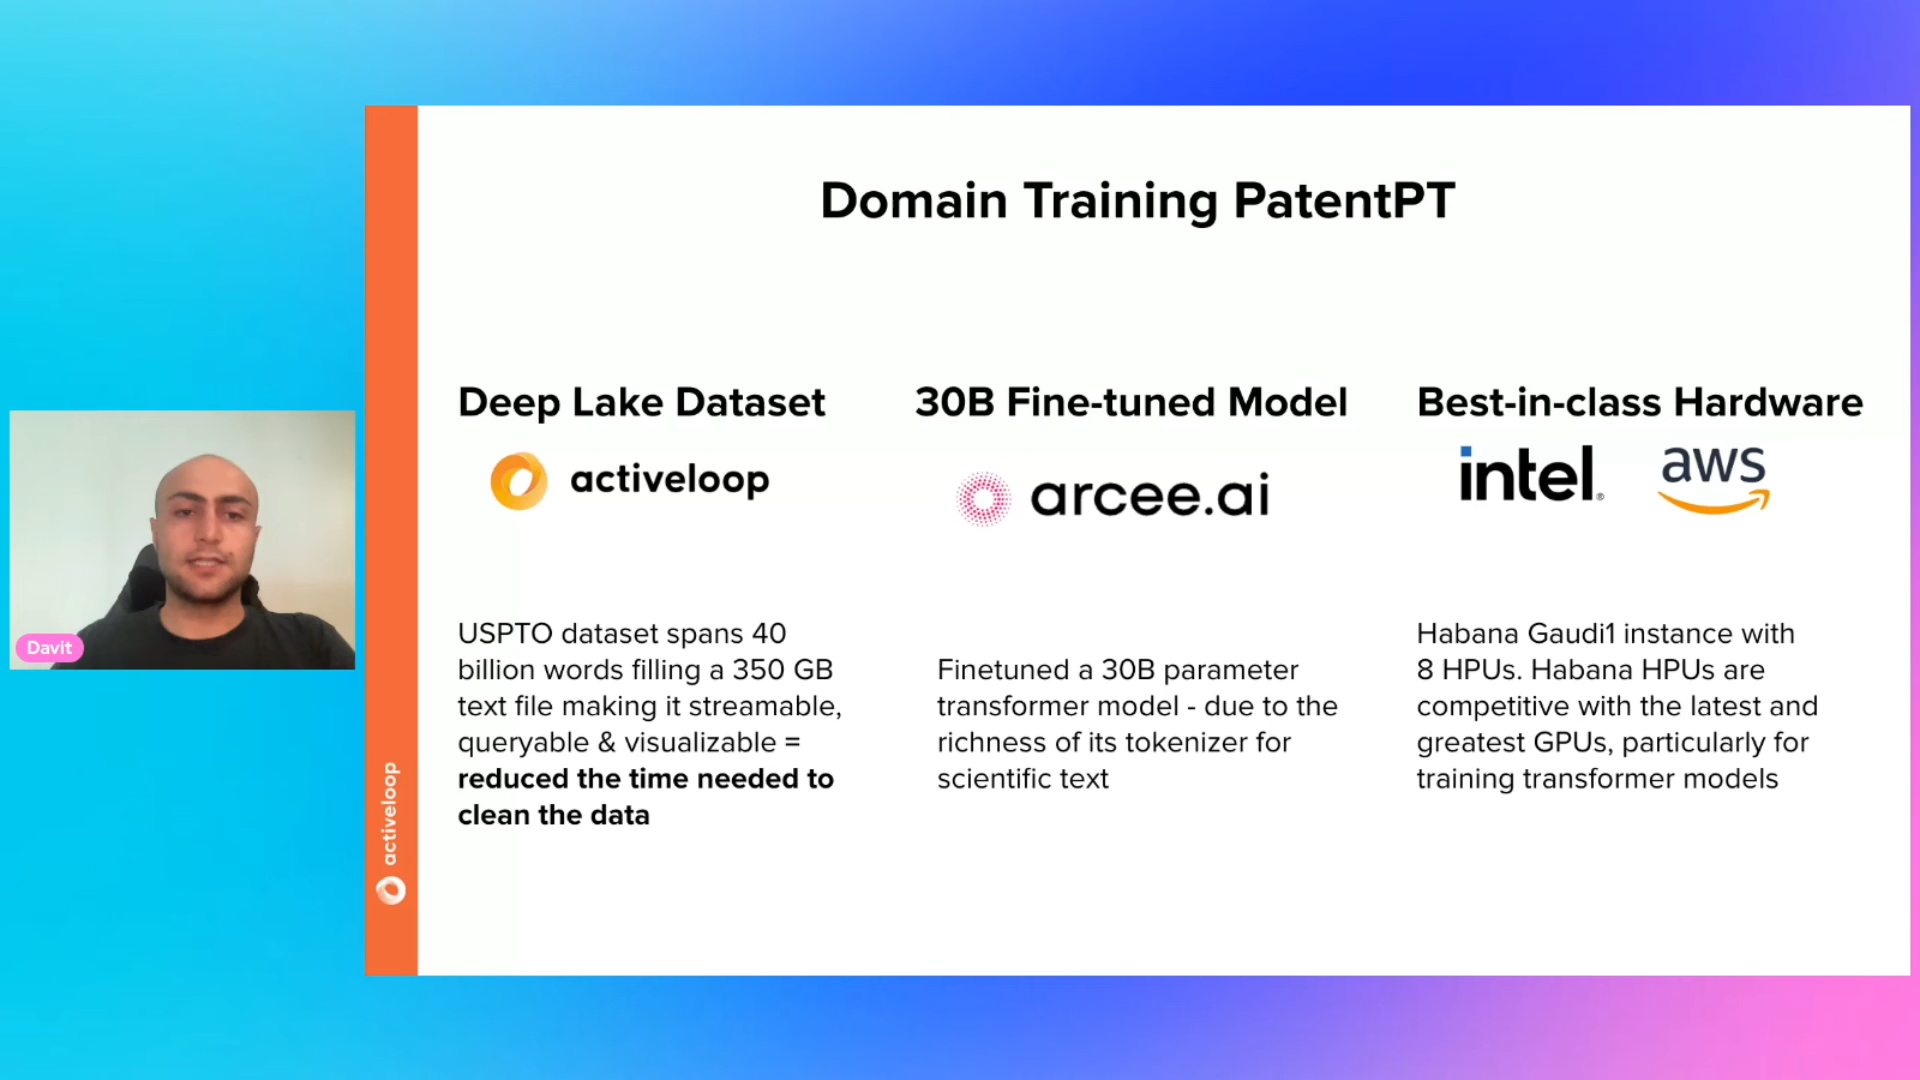 Domain Training PatentPT
Deep Lake Dataset
activeloop
USPTO dataset spans 40
billion words filling a 350 GB
text file making it streamable,
queryable & visualizable =
reduced the time needed to
clean the data
30B Fine-tuned Model
arcee.ai
Finetuned a 30B parameter
transformer model - due to the
richness of its tokenizer for
scientific text
Best-in-class Hardware
intel®
aws
Habana Gaudi1 instance with
8 HPUs. Habana HPUs are
competitive with the latest and
greatest GPUs, particularly for
training transformer models
activeloop
Davit